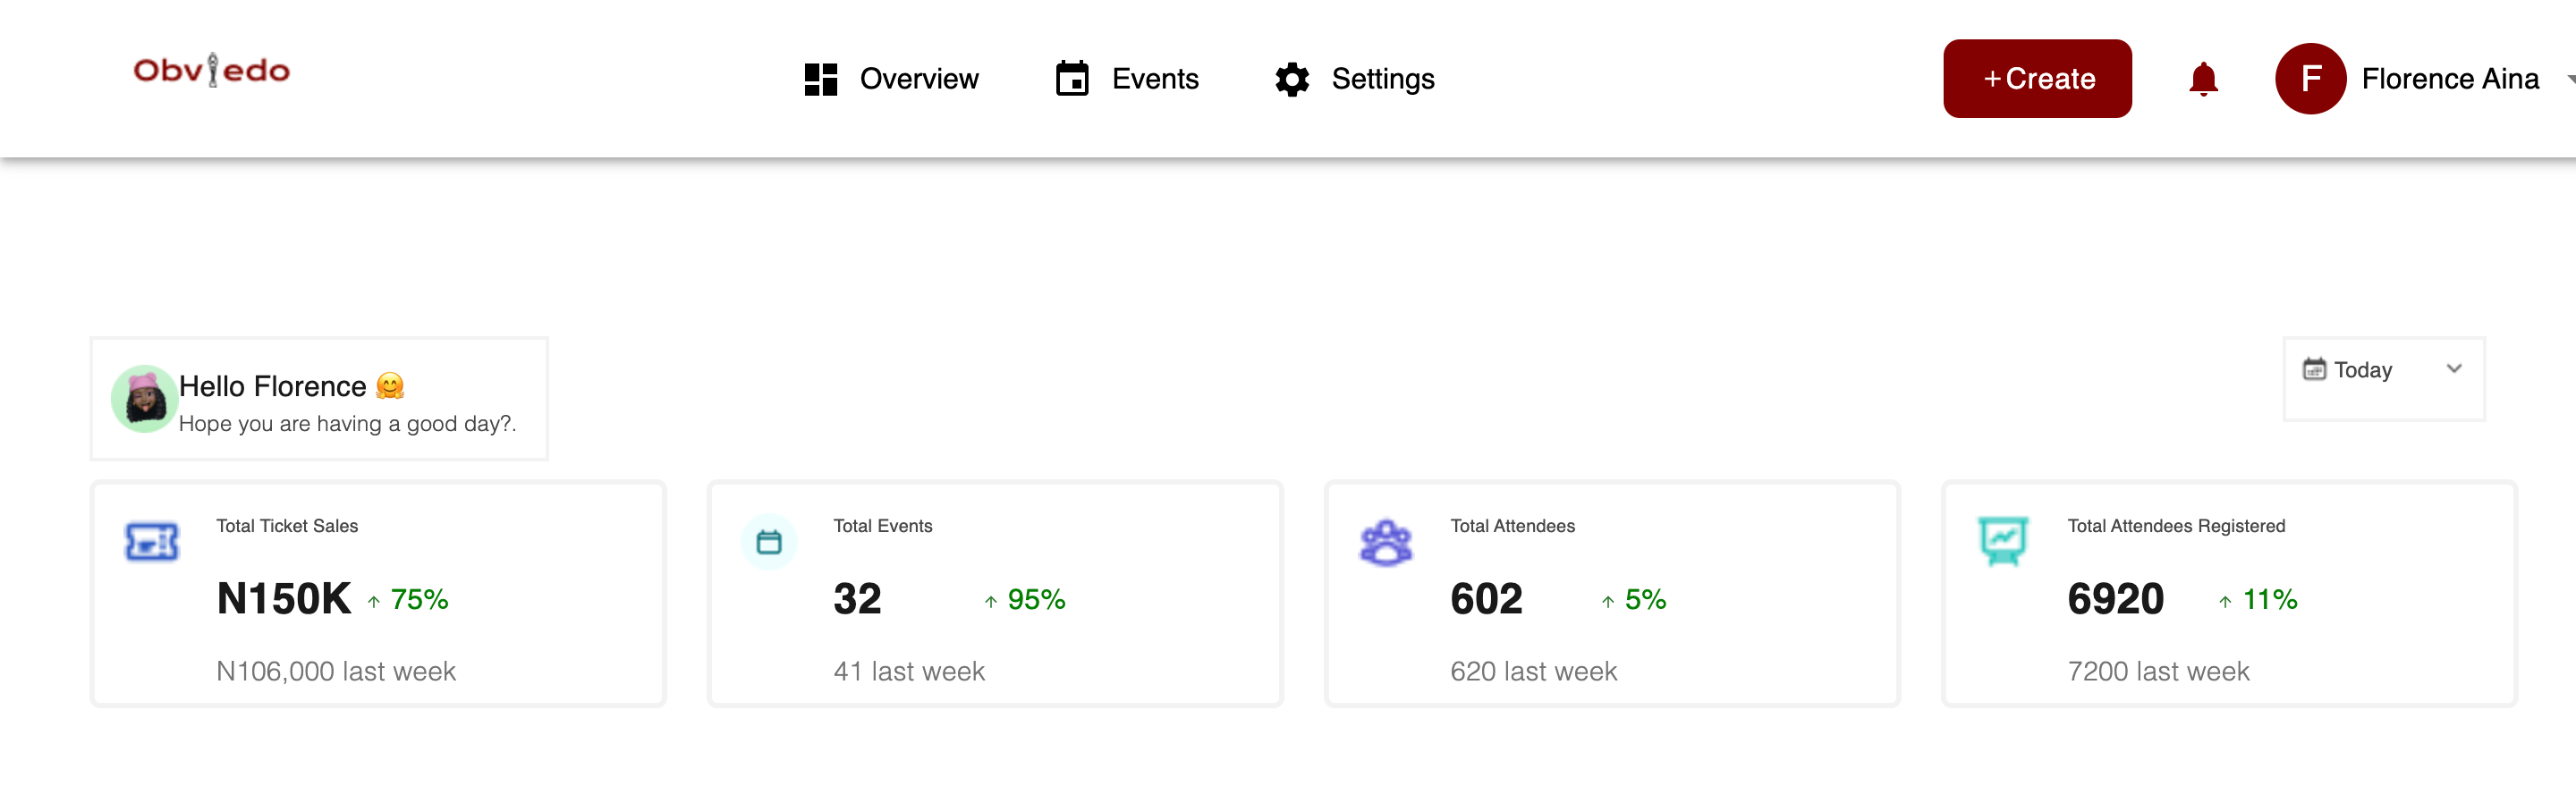 Obviedo
Overview
Events
Settings
+Create
F
Florence Aina
Hello Florence 🤗
Hope you are having a good day?.
Today
Total Ticket Sales
N150K ↑ 75%
N106,000 last week
Total Events
32 ↑ 95%
41 last week
Total Attendees
602 ↑ 5%
620 last week
Total Attendees Registered
6920 ↑ 11%
7200 last week